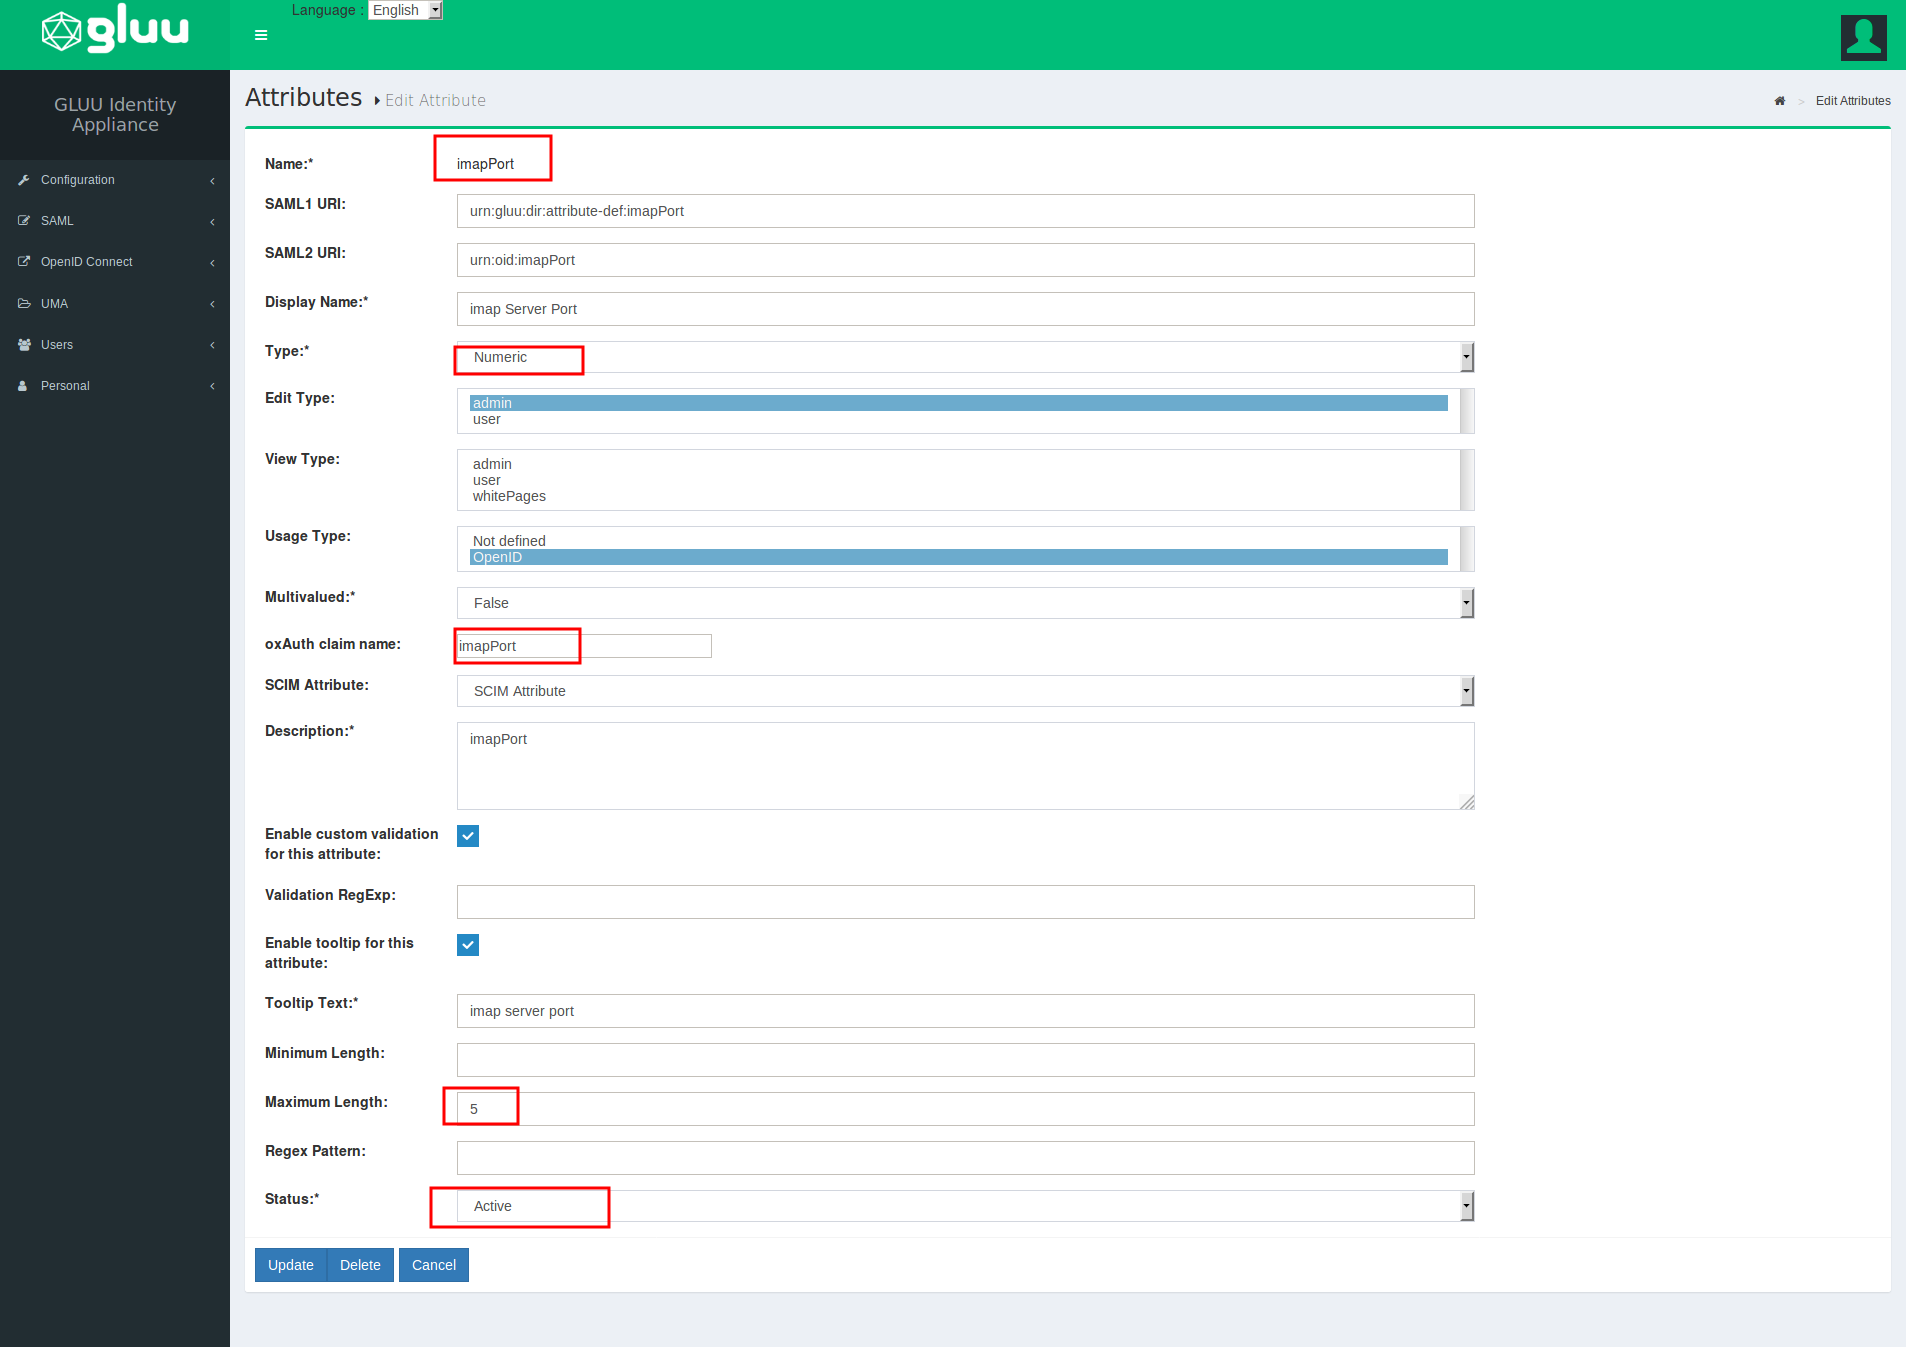 gluu
Language : English
GLUU Identity
Appliance
Configuration
SAML
OpenID Connect
UMA
Users
Personal
Attributes Edit Attribute
> Edit Attributes
Name:* imapPort
SAML1 URI: urn:gluu:dir:attribute-def:imapPort
SAML2 URI: urn:oid:imapPort
Display Name:* imap Server Port
Type:* Numeric
Edit Type: admin
user
View Type: admin
user
whitePages
Usage Type: Not defined
OpenID
Multivalued:* False
oxAuth claim name: imapPort
SCIM Attribute: SCIM Attribute
Description:* imapPort
Enable custom validation
for this attribute:
Validation RegExp:
Enable tooltip for this
attribute:
Tooltip Text:* imap server port
Minimum Length:
Maximum Length: 5
Regex Pattern:
Status:* Active
Update Delete Cancel